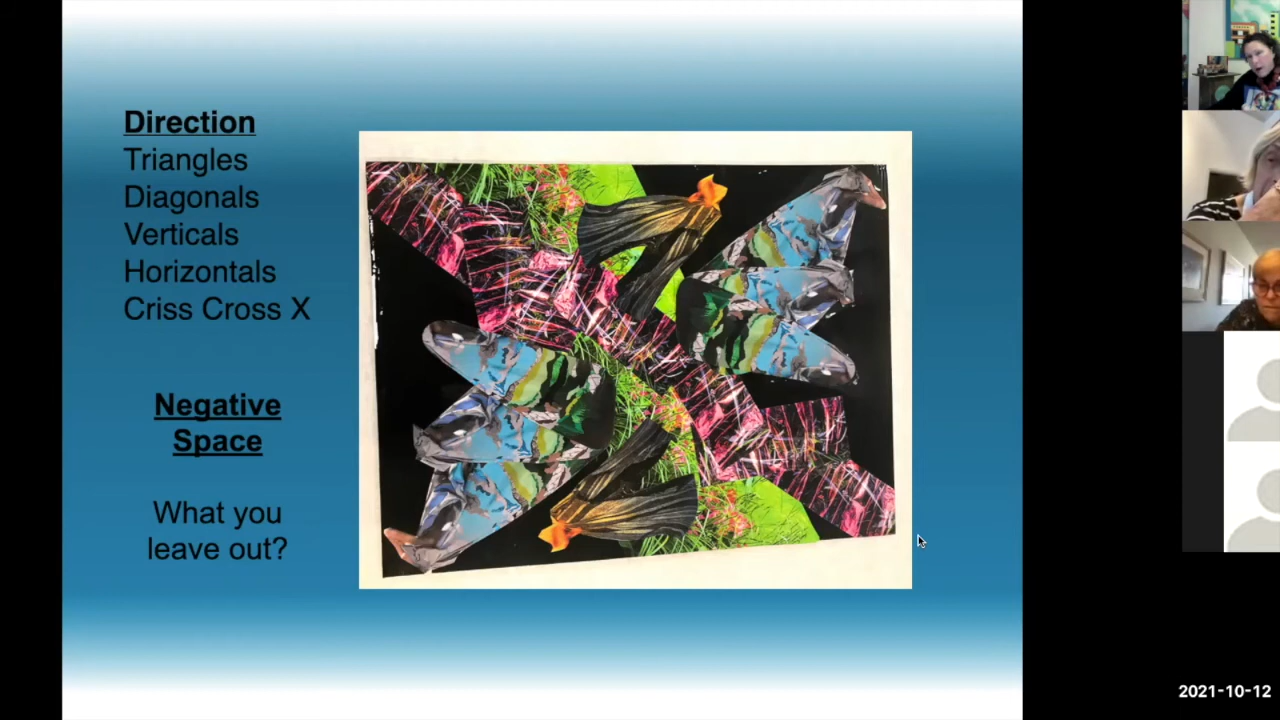 Direction
Triangles
Diagonals
Verticals
Horizontals
Criss Cross X
Negative
Space
What you
leave out?
2021-10-12